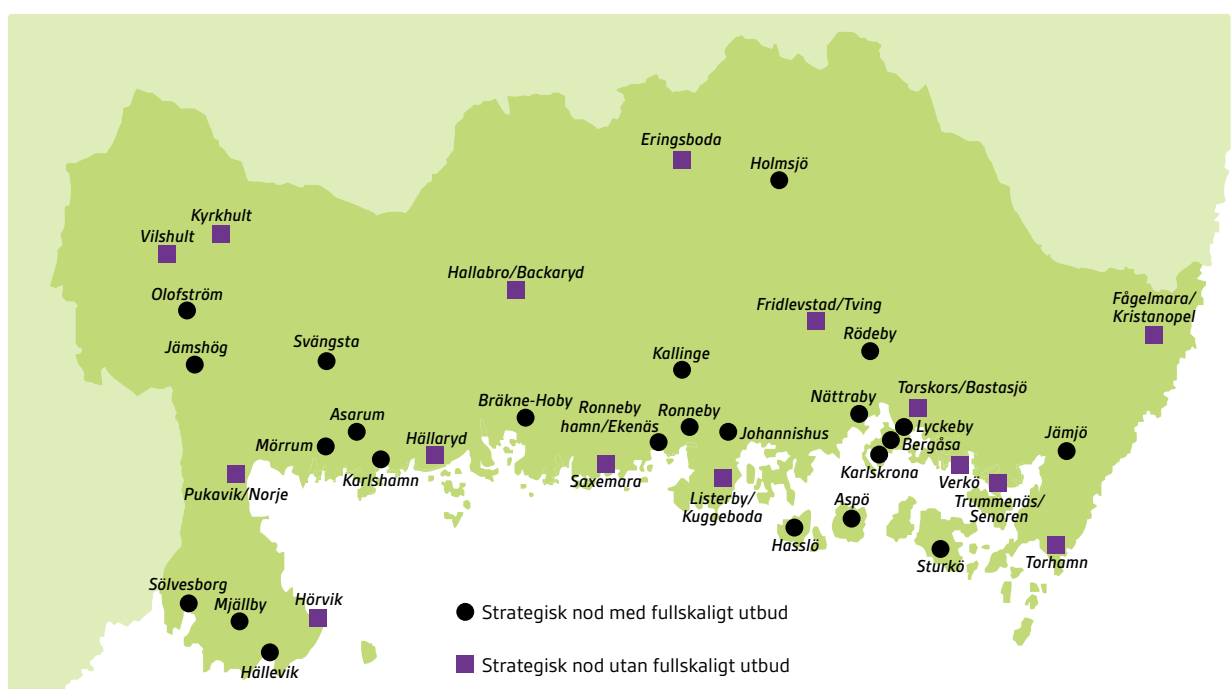 Eringsboda
Holmsjö
Kyrkhult
Vilshult
Hallabro/Backaryd
Olofström
Fridlevstad/Tving
Fågelmara/
Kristanopel
Rödeby
Svängsta
Jämshög
Kallinge
Torskors/Bastasjö
Nättraby
Bräkne-Hoby
Ronneby
hamn/Ekenäs
Ronneby
Asarum
Hällaryd
Johannishus
Lyckeby
Bergåsa
Jämjö
Mörrum
Karlshamn
Karlskrona
Saxemara
Verkö
Pukavik/Norje
Listerby/
Kuggeboda
Aspö
Trummenäs/
Senoren
Hasslö
Sturkö
Torhamn
Sölvesborg
Mjällby
Hörvik
Hällevik
Strategisk nod med fullskaligt utbud
Strategisk nod utan fullskaligt utbud